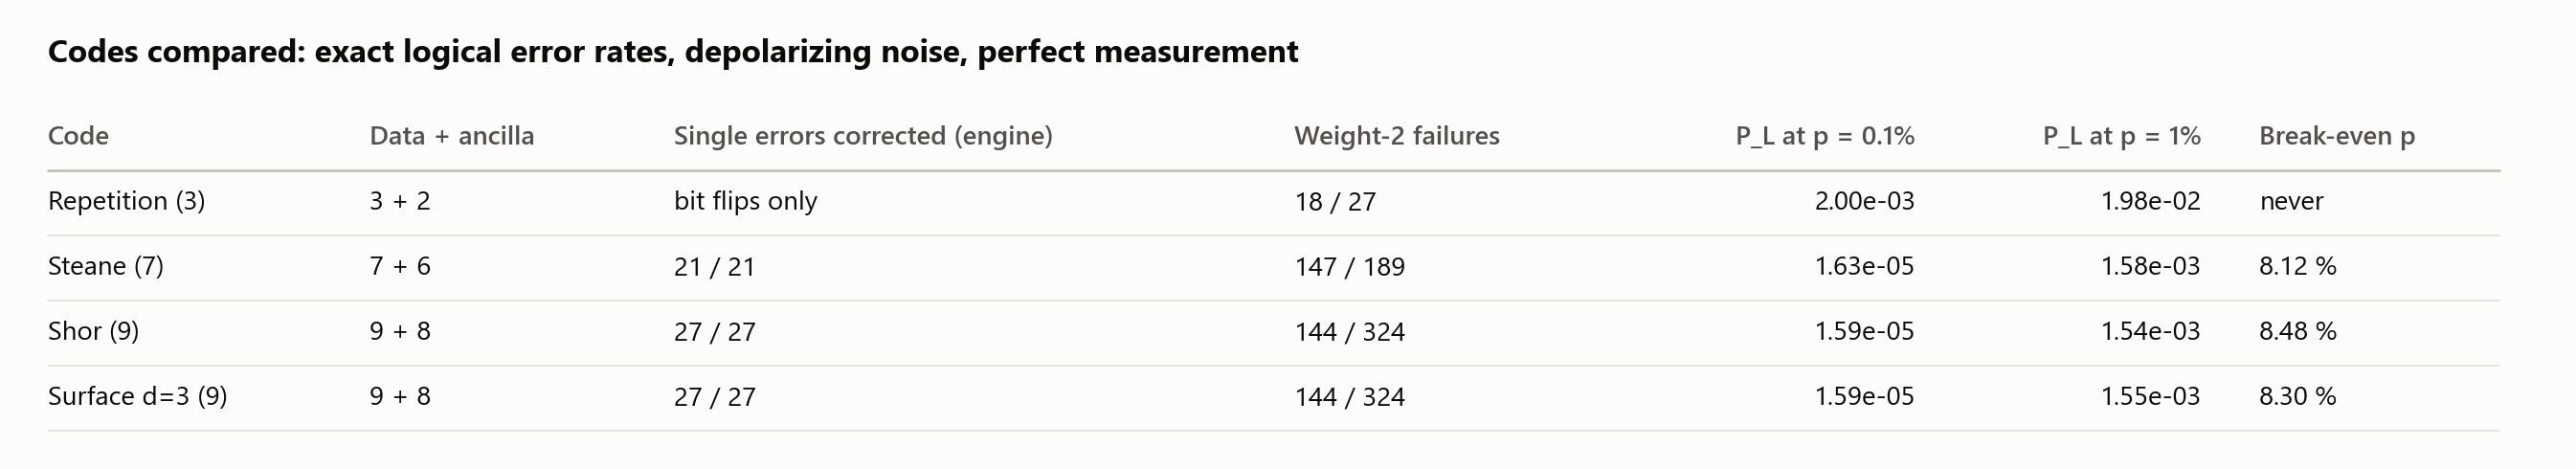 Codes compared: exact logical error rates, depolarizing noise, perfect measurement
Code Data + ancilla Single errors corrected (engine) Weight-2 failures P_L at p = 0.1% P_L at p = 1% Break-even p
Repetition (3) 3 + 2 bit flips only 18 / 27 2.00e-03 1.98e-02 never
Steane (7) 7 + 6 21 / 21 147 / 189 1.63e-05 1.58e-03 8.12 %
Shor (9) 9 + 8 27 / 27 144 / 324 1.59e-05 1.54e-03 8.48 %
Surface d=3 (9) 9 + 8 27 / 27 144 / 324 1.59e-05 1.55e-03 8.30 %